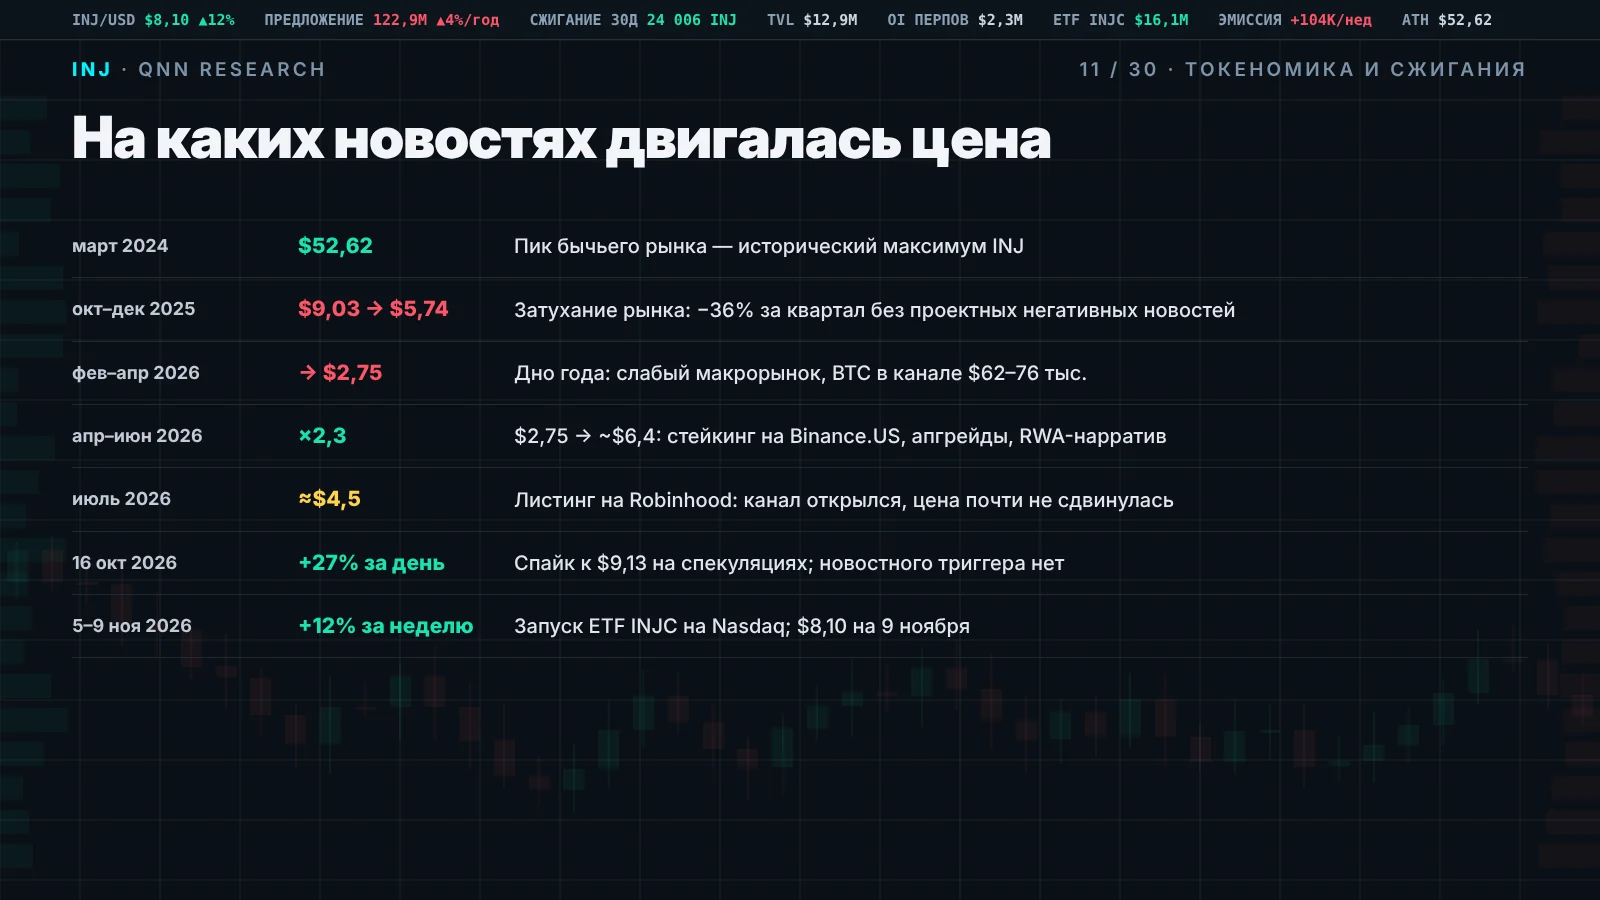 INJ/USD $8,10 ▲12% ПРЕДЛОЖЕНИЕ 122,9M ▲4%/год СЖИГАНИЕ 30Д 24 006 INJ TVL $12,9M OI ПЕРПОВ $2,3M ETF INJC $16,1M ЭМИССИЯ +104K/нед ATH $52,62
INJ · QNN RESEARCH
11 / 30 · ТОКЕНОМИКА И СЖИГАНИЯ
На каких новостях двигалась цена
март 2024 $52,62 Пик бычьего рынка — исторический максимум INJ
окт–дек 2025 $9,03 → $5,74 Затухание рынка: −36% за квартал без проектных негативных новостей
фев–апр 2026 → $2,75 Дно года: слабый макрорынок, BTC в канале $62–76 тыс.
апр–июн 2026 ×2,3 $2,75 → ~$6,4: стейкинг на Binance.US, апгрейды, RWA-нарратив
июль 2026 ≈$4,5 Листинг на Robinhood: канал открылся, цена почти не сдвинулась
16 окт 2026 +27% за день Спайк к $9,13 на спекуляциях; новостного триггера нет
5–9 ноя 2026 +12% за неделю Запуск ETF INJC на Nasdaq; $8,10 на 9 ноября